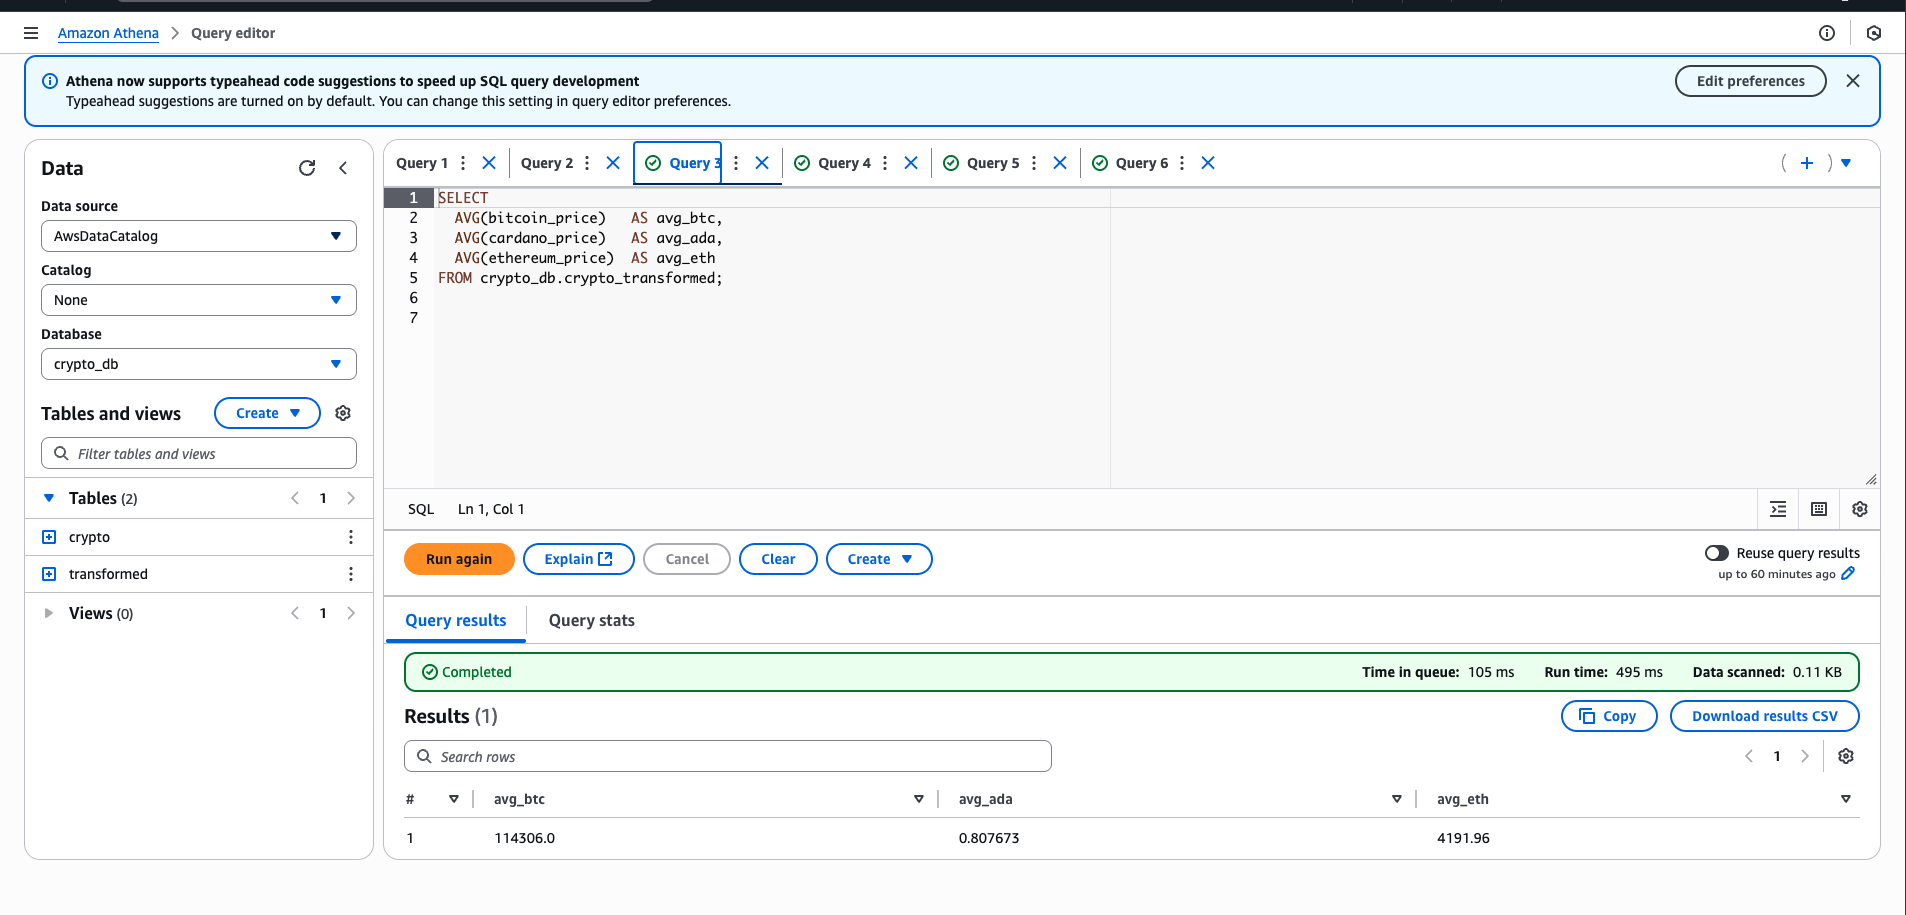 Amazon Athena > Query editor
Athena now supports typeahead code suggestions to speed up SQL query development
Typeahead suggestions are turned on by default. You can change this setting in query editor preferences.
Edit preferences
Data
Data source
AwsDataCatalog
Catalog
None
Database
crypto_db
Tables and views
Create
Filter tables and views
Tables (2)
1
crypto
transformed
Views (0)
1
Query 1
Query 2
Query 3
Query 4
Query 5
Query 6
1 SELECT
2   AVG(bitcoin_price)   AS avg_btc,
3   AVG(cardano_price)   AS avg_ada,
4   AVG(ethereum_price)  AS avg_eth
5 FROM crypto_db.crypto_transformed;
6
7
SQL Ln 1, Col 1
Run again
Explain
Cancel
Clear
Create
Reuse query results
up to 60 minutes ago
Query results
Query stats
Completed
Time in queue: 105 ms Run time: 495 ms Data scanned: 0.11 KB
Results (1)
Copy
Download results CSV
Search rows
1
# avg_btc avg_ada avg_eth
1 114306.0 0.807673 4191.96